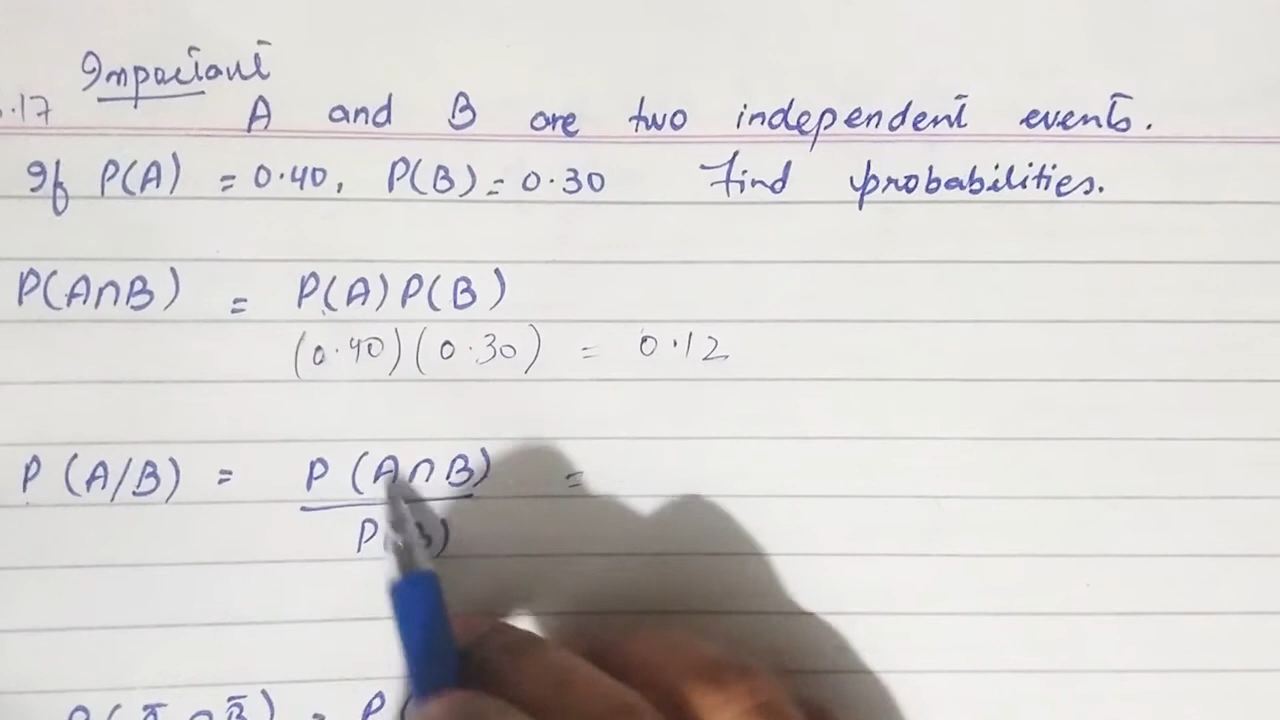 Important
.17 A and B are two independent events.
If P(A) = 0.40, P(B) = 0.30 Find probabilities.
P(A∩B) = P(A)P(B)
(0.40)(0.30) = 0.12
P(A/B) = P(A∩B) =
P(B)
P(A̅ ∩ B̅) = P(